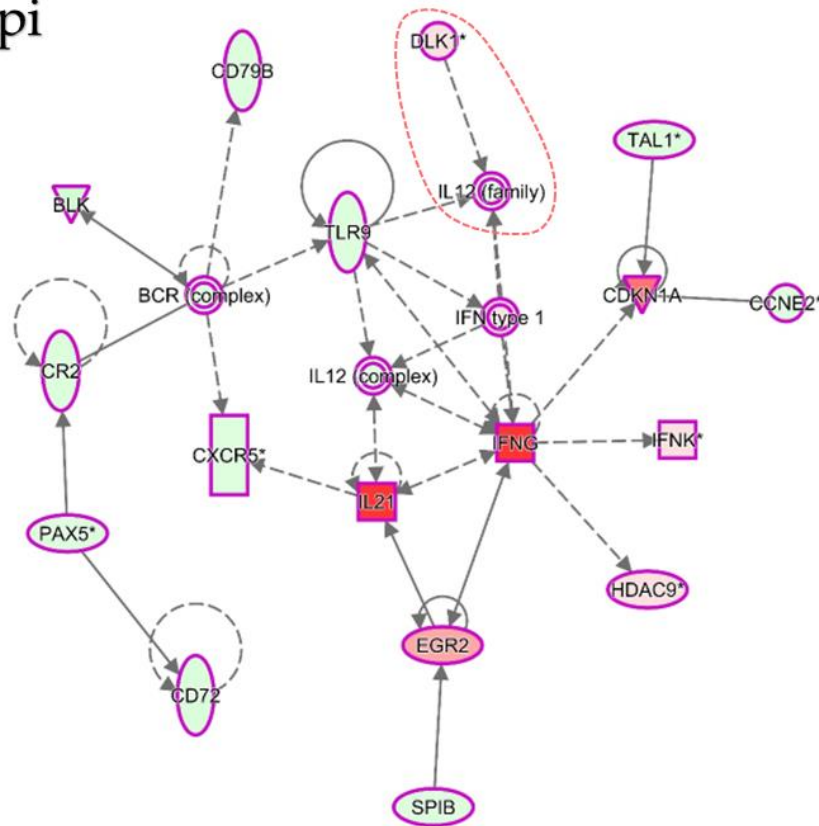 pi
DLK1*
CD79B
TAL1*
IL12 (family)
BLK
TLR9
BCR (complex)
CDKN1A
CCNE2*
IFN type 1
CR2
IL12 (complex)
CXCR5*
IFNG
IFNK*
IL21
PAX5*
HDAC9*
EGR2
CD72
SPIB